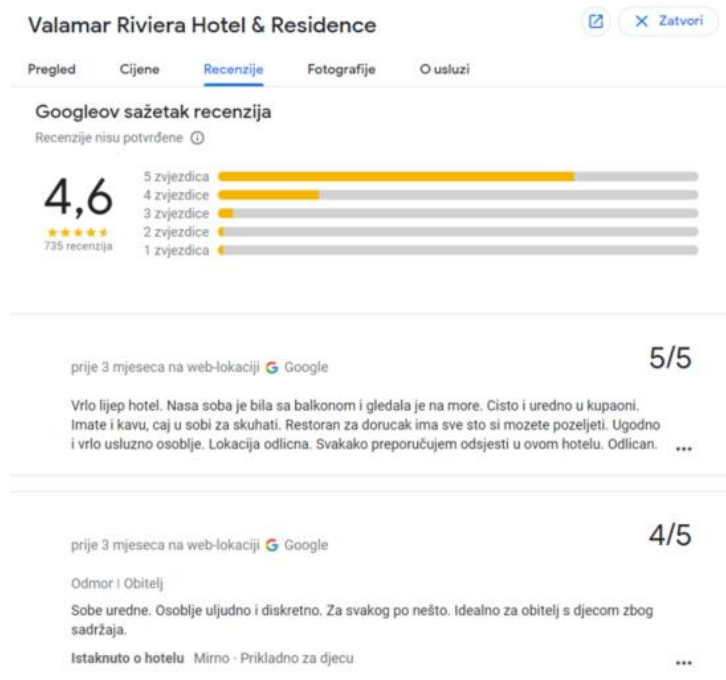 Valamar Riviera Hotel & Residence
Zatvori
Pregled Cijene Recenzije Fotografije O usluzi
Googleov sažetak recenzija
Recenzije nisu potvrđene
4,6
735 recenzija
5 zvjezdica
4 zvjezdice
3 zvjezdice
2 zvjezdice
1 zvjezdica
prije 3 mjeseca na web-lokaciji Google
5/5
Vrlo lijep hotel. Nasa soba je bila sa balkonom i gledala je na more. Cisto i uredno u kupaoni.
Imate i kavu, caj u sobi za skuhati. Restoran za dorucak ima sve sto si mozete pozeljeti. Ugodno
i vrlo usluzno osoblje. Lokacija odlicna. Svakako preporučujem odsjesti u ovom hotelu. Odlican.
prije 3 mjeseca na web-lokaciji Google
4/5
Odmor | Obitelj
Sobe uredne. Osoblje uljudno i diskretno. Za svakog po nešto. Idealno za obitelj s djecom zbog
sadržaja.
Istaknuto o hotelu Mirno · Prikladno za djecu